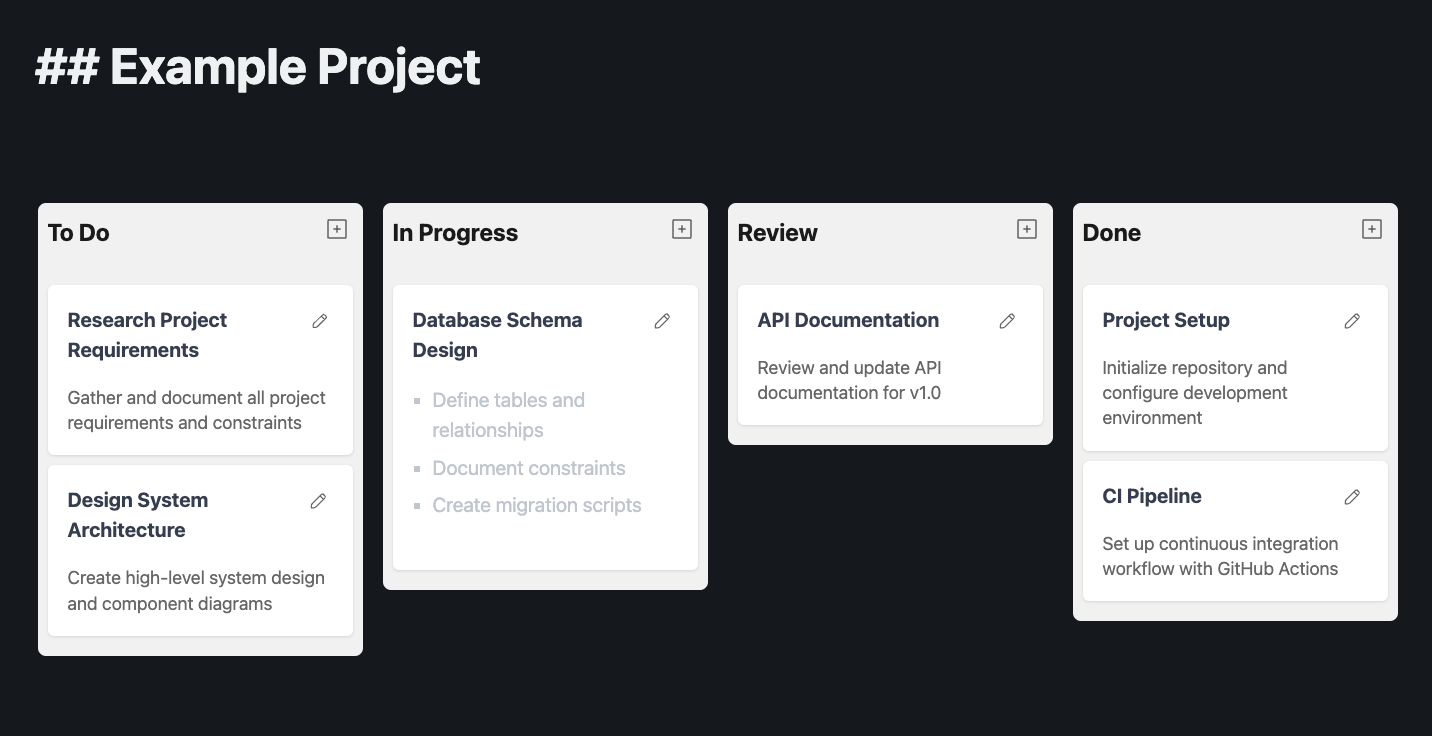 ## Example Project
To Do
Research Project
Requirements
Gather and document all project
requirements and constraints
Design System
Architecture
Create high-level system design
and component diagrams
In Progress
Database Schema
Design
Define tables and
relationships
Document constraints
Create migration scripts
Review
API Documentation
Review and update API
documentation for v1.0
Done
Project Setup
Initialize repository and
configure development
environment
CI Pipeline
Set up continuous integration
workflow with GitHub Actions